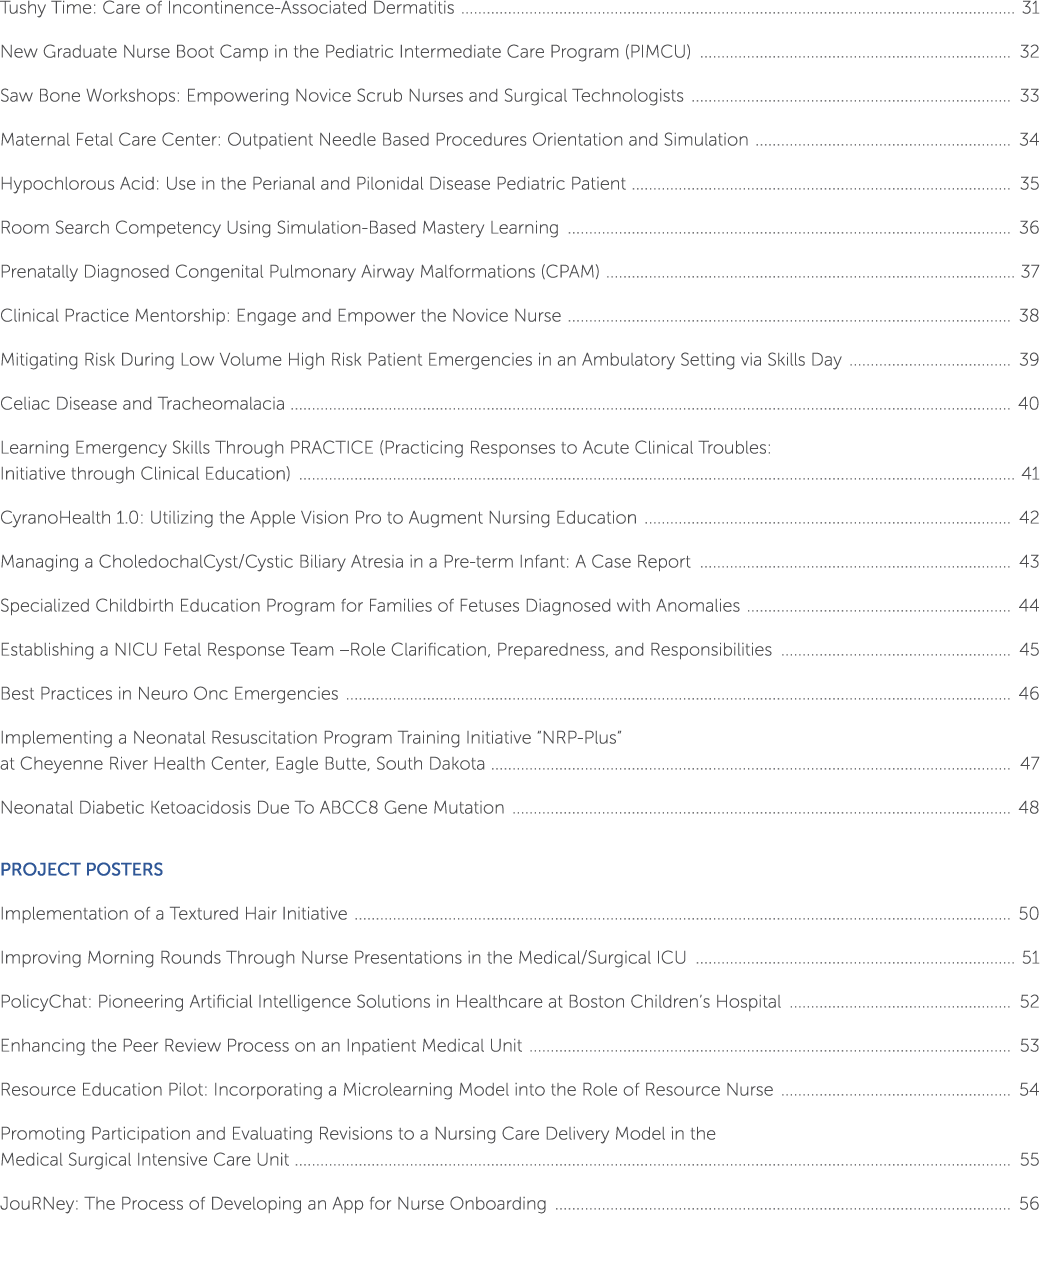 Tushy Time: Care of Incontinence-Associated Dermatitis ..... 31
New Graduate Nurse Boot Camp in the Pediatric Intermediate Care Program (PIMCU) ..... 32
Saw Bone Workshops: Empowering Novice Scrub Nurses and Surgical Technologists ..... 33
Maternal Fetal Care Center: Outpatient Needle Based Procedures Orientation and Simulation ..... 34
Hypochlorous Acid: Use in the Perianal and Pilonidal Disease Pediatric Patient ..... 35
Room Search Competency Using Simulation-Based Mastery Learning ..... 36
Prenatally Diagnosed Congenital Pulmonary Airway Malformations (CPAM) ..... 37
Clinical Practice Mentorship: Engage and Empower the Novice Nurse ..... 38
Mitigating Risk During Low Volume High Risk Patient Emergencies in an Ambulatory Setting via Skills Day ..... 39
Celiac Disease and Tracheomalacia ..... 40
Learning Emergency Skills Through PRACTICE (Practicing Responses to Acute Clinical Troubles:
Initiative through Clinical Education) ..... 41
CyranoHealth 1.0: Utilizing the Apple Vision Pro to Augment Nursing Education ..... 42
Managing a CholedochalCyst/Cystic Biliary Atresia in a Pre-term Infant: A Case Report ..... 43
Specialized Childbirth Education Program for Families of Fetuses Diagnosed with Anomalies ..... 44
Establishing a NICU Fetal Response Team –Role Clarification, Preparedness, and Responsibilities ..... 45
Best Practices in Neuro Onc Emergencies ..... 46
Implementing a Neonatal Resuscitation Program Training Initiative “NRP-Plus”
at Cheyenne River Health Center, Eagle Butte, South Dakota ..... 47
Neonatal Diabetic Ketoacidosis Due To ABCC8 Gene Mutation ..... 48
PROJECT POSTERS
Implementation of a Textured Hair Initiative ..... 50
Improving Morning Rounds Through Nurse Presentations in the Medical/Surgical ICU ..... 51
PolicyChat: Pioneering Artificial Intelligence Solutions in Healthcare at Boston Children’s Hospital ..... 52
Enhancing the Peer Review Process on an Inpatient Medical Unit ..... 53
Resource Education Pilot: Incorporating a Microlearning Model into the Role of Resource Nurse ..... 54
Promoting Participation and Evaluating Revisions to a Nursing Care Delivery Model in the
Medical Surgical Intensive Care Unit ..... 55
JouRNey: The Process of Developing an App for Nurse Onboarding ..... 56